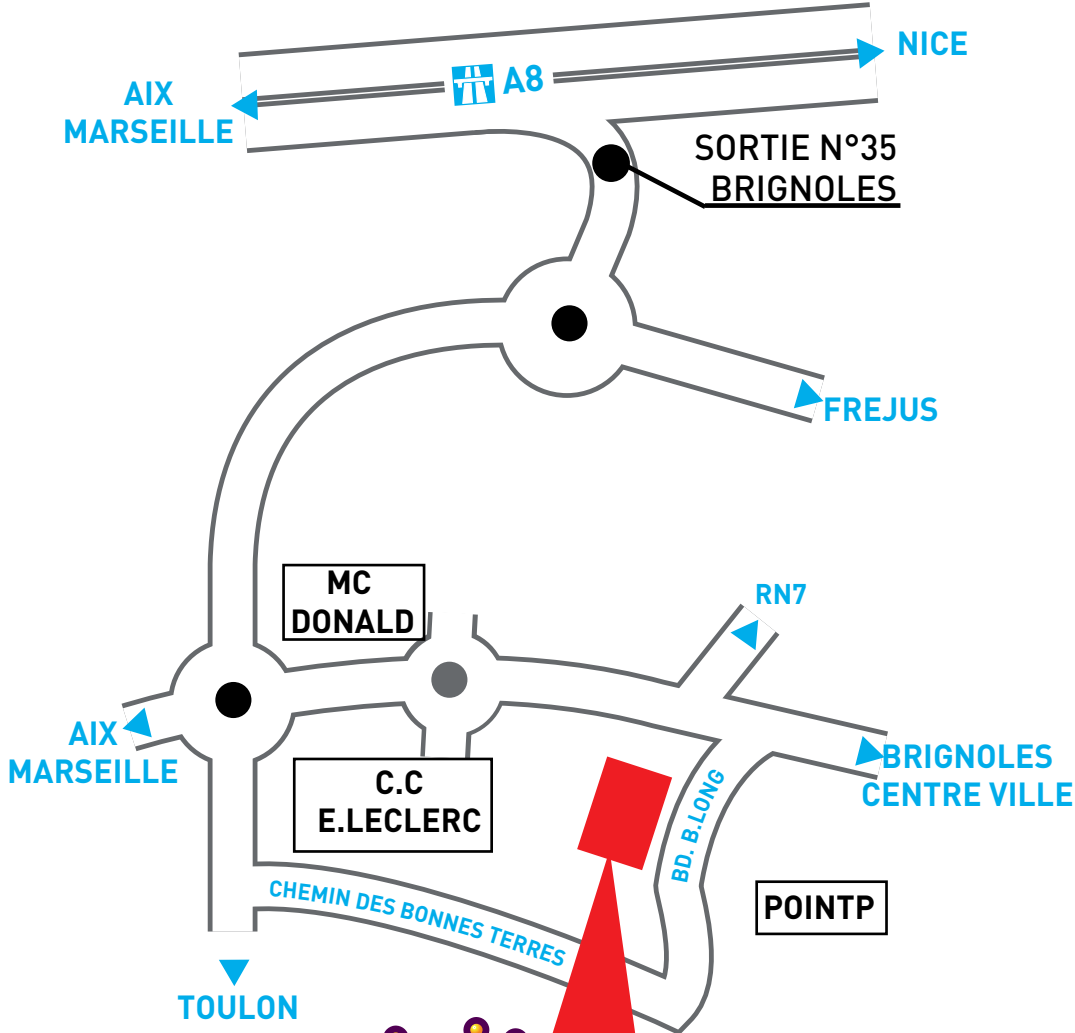 NICE
A8
AIX
MARSEILLE
SORTIE N°35
BRIGNOLES
FREJUS
MC
DONALD
RN7
AIX
MARSEILLE
C.C
E.LECLERC
BRIGNOLES
CENTRE VILLE
BD. B.LONG
CHEMIN DES BONNES TERRES
POINTP
TOULON